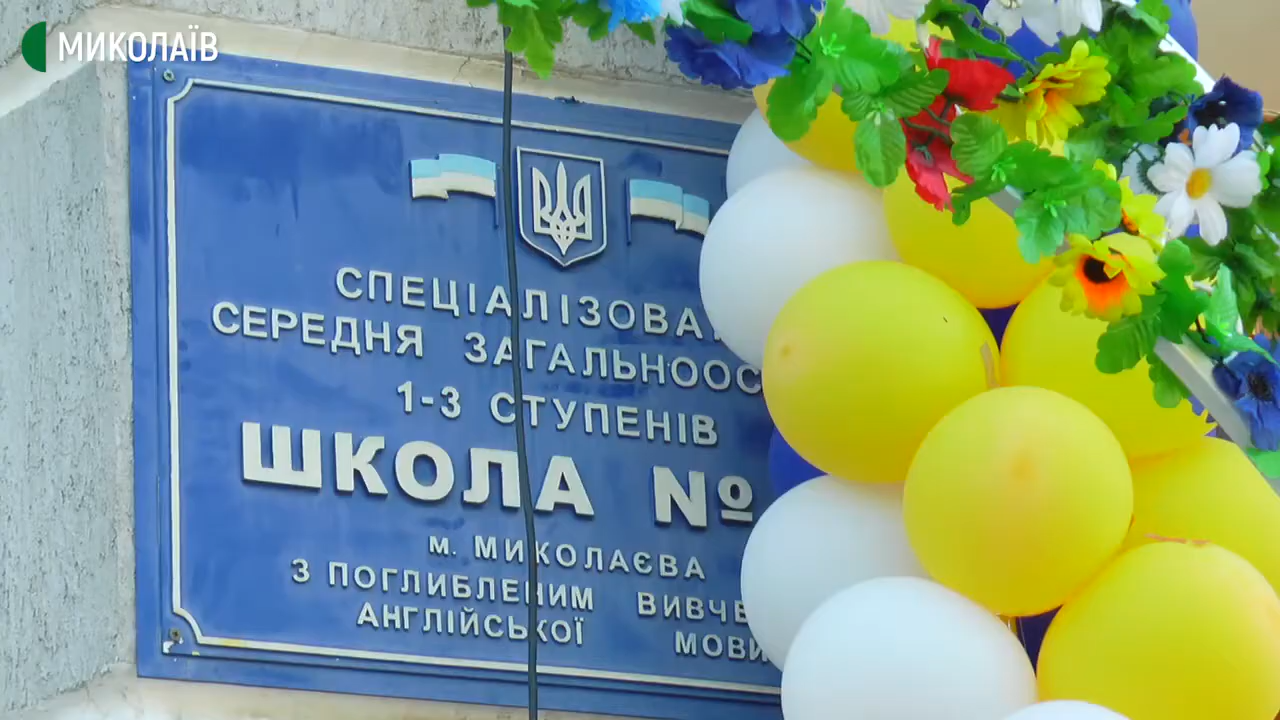 МИКОЛАЇВ
СПЕЦІАЛІЗОВА
СЕРЕДНЯ ЗАГАЛЬНООС
1-3 СТУПЕНІВ
ШКОЛА №
м. МИКОЛАЄВА
З ПОГЛИБЛЕНИМ ВИВЧЕ
АНГЛІЙСЬКОЇ МОВИ